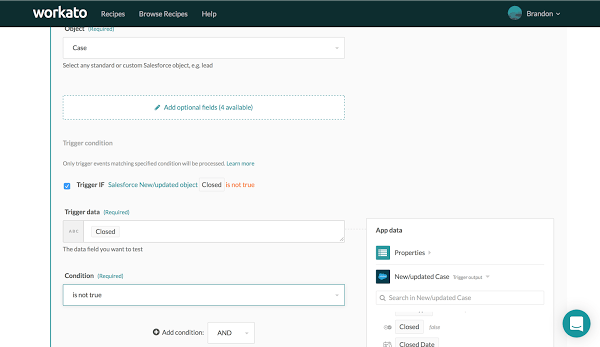 workato Recipes Browse Recipes Help Brandon
Object (Required)
Case
Select any standard or custom Salesforce object, e.g. lead
Add optional fields (4 available)
Trigger condition
Only trigger events matching specified condition will be processed. Learn more
Trigger IF Salesforce New/updated object Closed is not true
Trigger data (Required)
ABC Closed
The data field you want to test
Condition (Required)
is not true
Add condition: AND
App data
Properties
New/updated Case Trigger output
Search in New/updated Case
Closed false
Closed Date